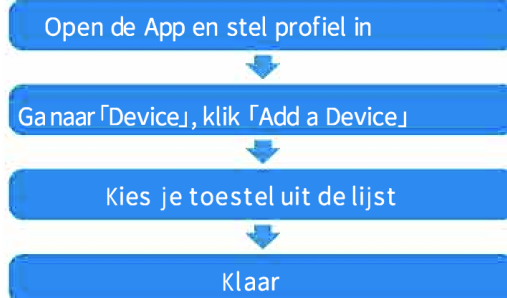 Open de App en stel profiel in
Ga naar「Device」, klik「Add a Device」
Kies je toestel uit de lijst
Klaar